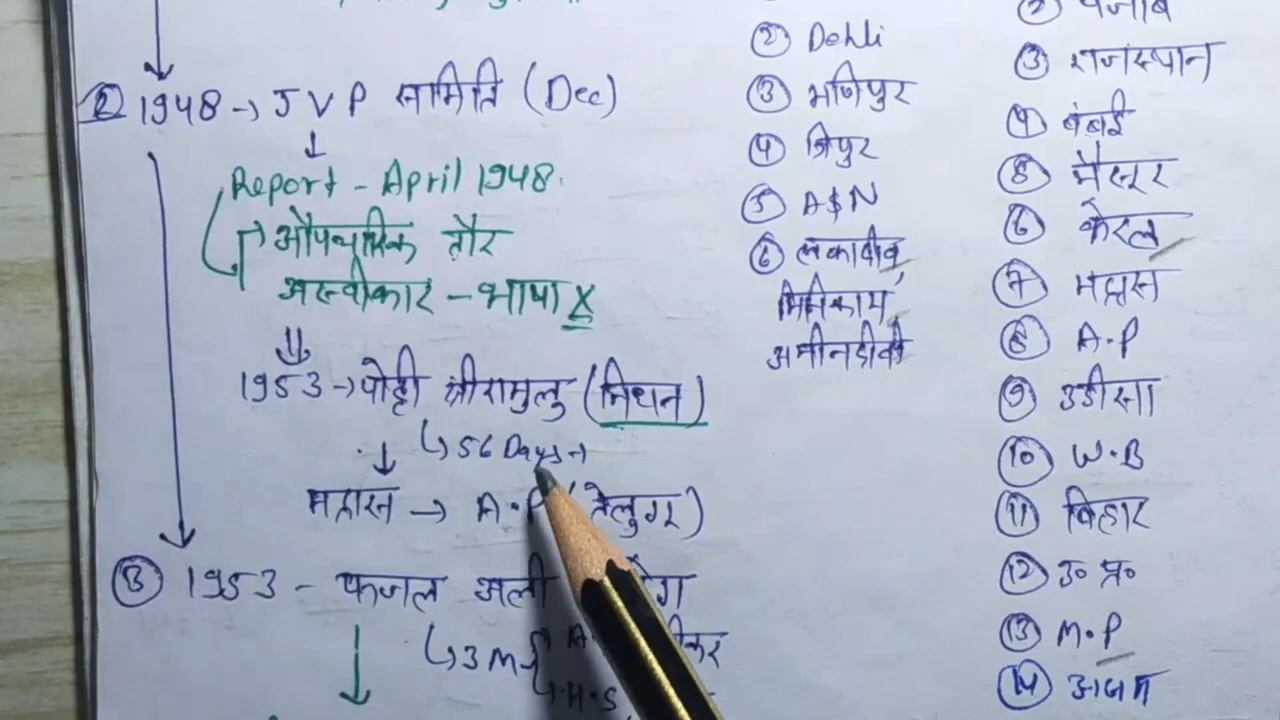 ② 1948 → JVP समिति (Dec)
↓
Report - April 1948
→ औपचारिक तौर
अस्वीकार - भाषा X
⇓
1953 → पोट्टी श्रीरामुलु (निधन)
↳ 56 Days →
↓
मद्रास → A.P (तेलुगु)
③ 1953 - फजल अली
↳ 3 M
H.S
② Dehli
③ मणिपुर
④ त्रिपुर
⑤ A$N
⑥ लकादीव,
मिनिकाय,
अमीनदीवी
② पंजाब
③ राजस्थान
④ बंबई
⑤ मैसूर
⑥ केरल
⑦ मद्रास
⑧ A.P
⑨ उडीसा
⑩ W.B
⑪ बिहार
⑫ उ० प्र०
⑬ M.P
⑭ असम